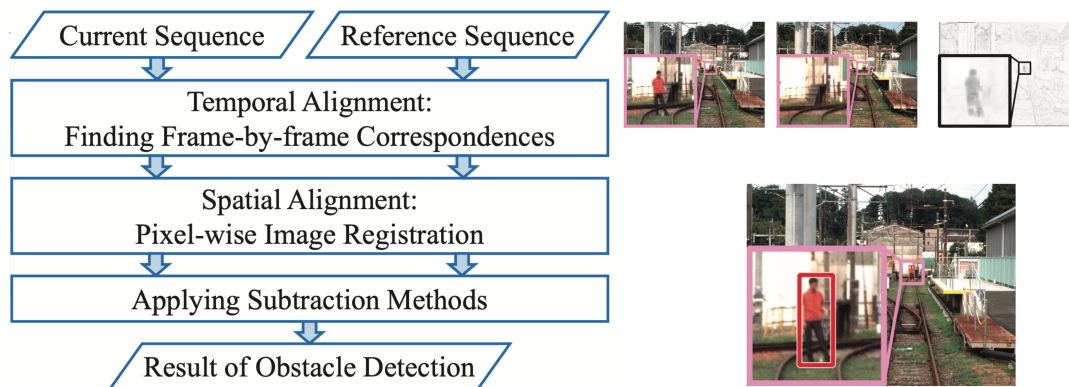 Current Sequence
Reference Sequence
Temporal Alignment:
Finding Frame-by-frame Correspondences
Spatial Alignment:
Pixel-wise Image Registration
Applying Subtraction Methods
Result of Obstacle Detection